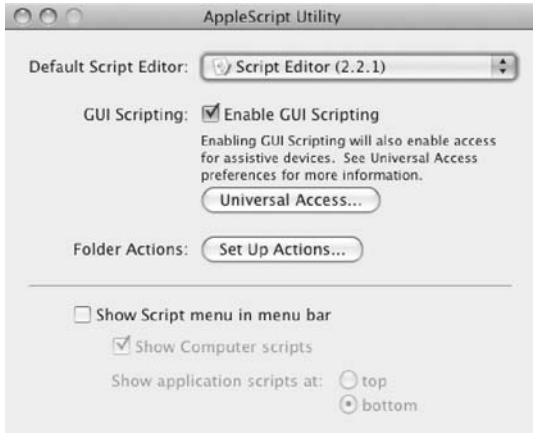 AppleScript Utility
Default Script Editor: Script Editor (2.2.1)
GUI Scripting: Enable GUI Scripting
Enabling GUI Scripting will also enable access
for assistive devices. See Universal Access
preferences for more information.
Universal Access...
Folder Actions: Set Up Actions...
Show Script menu in menu bar
Show Computer scripts
Show application scripts at: top
bottom